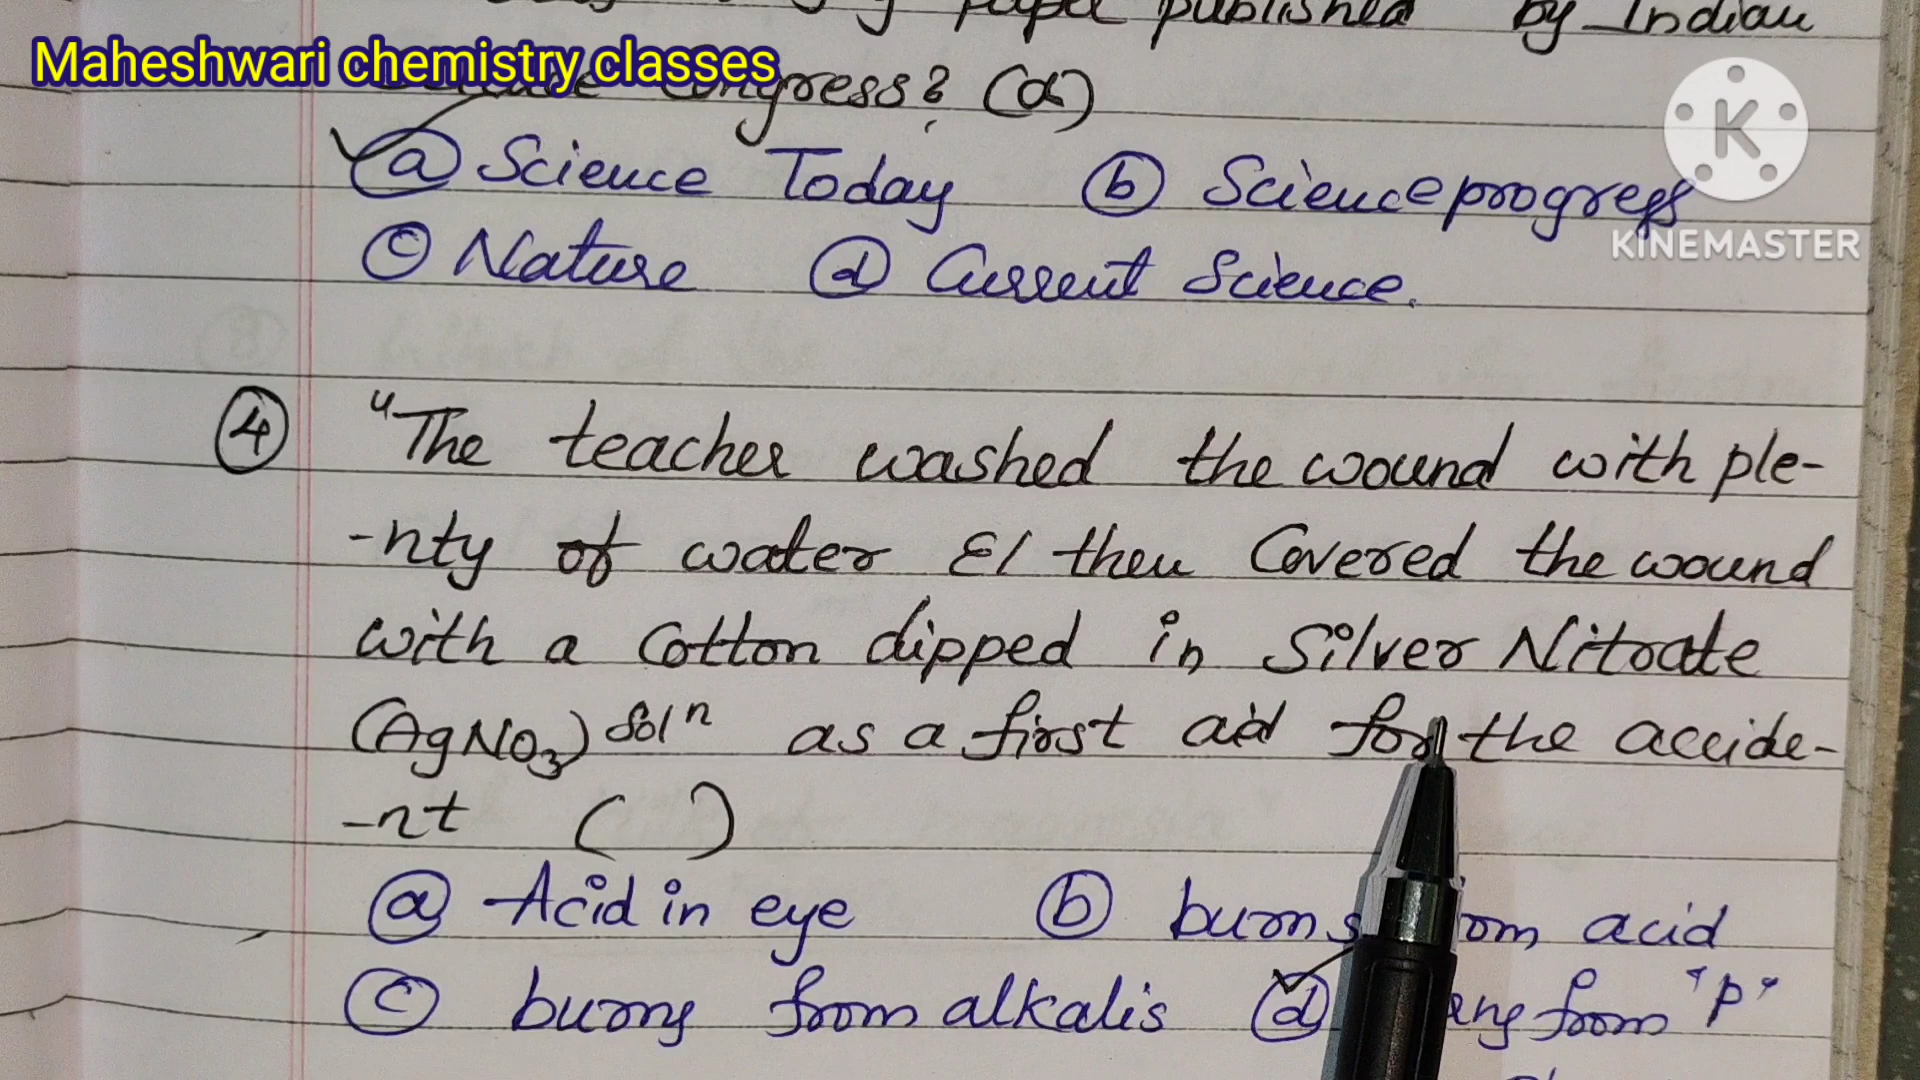 paper published by Indian
Maheshwari chemistry classes
Congress? (a)
(a) Science Today (b) Science progress
(c) Nature (d) Current Science.
KINEMASTER
(4) "The teacher washed the wound with ple-
-nty of water & then Covered the wound
with a Cotton dipped in Silver Nitrate
(AgNO3) Soln as a first aid for the accide-
-nt ( )
(a) Acid in eye (b) burns from acid
(c) burns from alkalis (d) from "P"